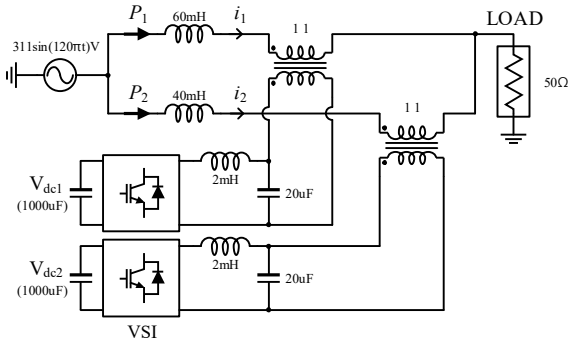 P1 60mH i1 1 1 LOAD
311sin(120πt)V
50Ω
P2 40mH i2 1 1
Vdc1
(1000uF)
2mH
20uF
Vdc2
(1000uF)
2mH
20uF
VSI